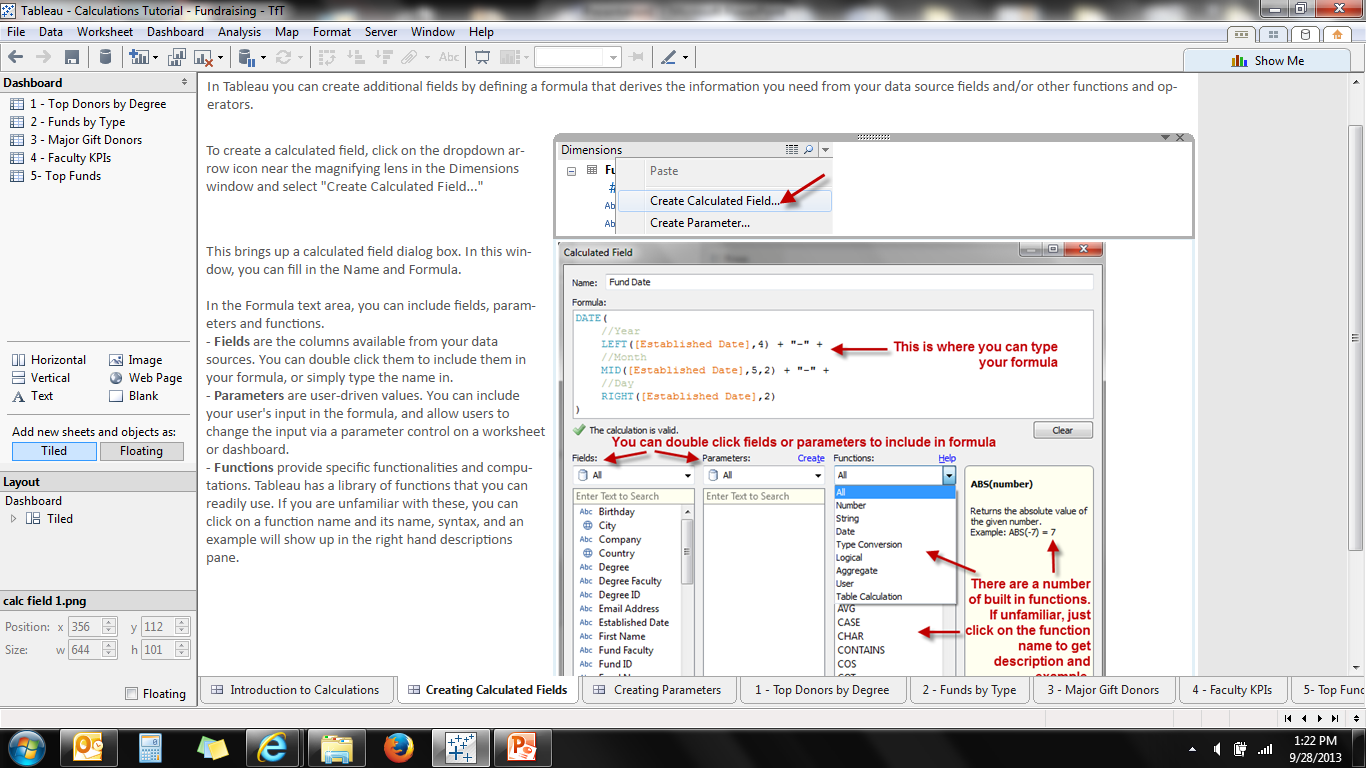 Tableau - Calculations Tutorial - Fundraising - TfT
File Data Worksheet Dashboard Analysis Map Format Server Window Help
Abc
Show Me
Dashboard
1 - Top Donors by Degree
2 - Funds by Type
3 - Major Gift Donors
4 - Faculty KPIs
5- Top Funds
Horizontal Image
Vertical Web Page
Text Blank
Add new sheets and objects as:
Tiled Floating
Layout
Dashboard
Tiled
calc field 1.png
Position: x 356 y 112
Size: w 644 h 101
Floating
In Tableau you can create additional fields by defining a formula that derives the information you need from your data source fields and/or other functions and op-
erators.
To create a calculated field, click on the dropdown ar-
row icon near the magnifying lens in the Dimensions
window and select "Create Calculated Field..."
Dimensions
Fu
Paste
#
Create Calculated Field...
Ab
Create Parameter...
Ab
This brings up a calculated field dialog box. In this win-
dow, you can fill in the Name and Formula.
In the Formula text area, you can include fields, param-
eters and functions.
- Fields are the columns available from your data
sources. You can double click them to include them in
your formula, or simply type the name in.
- Parameters are user-driven values. You can include
your user's input in the formula, and allow users to
change the input via a parameter control on a worksheet
or dashboard.
- Functions provide specific functionalities and compu-
tations. Tableau has a library of functions that you can
readily use. If you are unfamiliar with these, you can
click on a function name and its name, syntax, and an
example will show up in the right hand descriptions
pane.
Calculated Field
Name: Fund Date
Formula:
DATE(
//Year
LEFT([Established Date],4) + "-" +
//Month
MID([Established Date],5,2) + "-" +
//Day
RIGHT([Established Date],2)
)
This is where you can type
your formula
The calculation is valid.
Clear
You can double click fields or parameters to include in formula
Fields: Parameters: Create Functions: Help
All All All
Enter Text to Search Enter Text to Search
Abc Birthday
City
Abc Company
Country
Abc Degree
Abc Degree Faculty
Abc Degree ID
Abc Email Address
Abc Established Date
Abc First Name
Abc Fund Faculty
Abc Fund ID
All
Number
String
Date
Type Conversion
Logical
Aggregate
User
Table Calculation
AVG
CASE
CHAR
CONTAINS
COS
COT
ABS(number)
Returns the absolute value of
the given number.
Example: ABS(-7) = 7
There are a number
of built in functions.
If unfamiliar, just
click on the function
name to get
description and
example
Introduction to Calculations Creating Calculated Fields Creating Parameters 1 - Top Donors by Degree 2 - Funds by Type 3 - Major Gift Donors 4 - Faculty KPIs 5- Top Fund
1:22 PM
9/28/2013